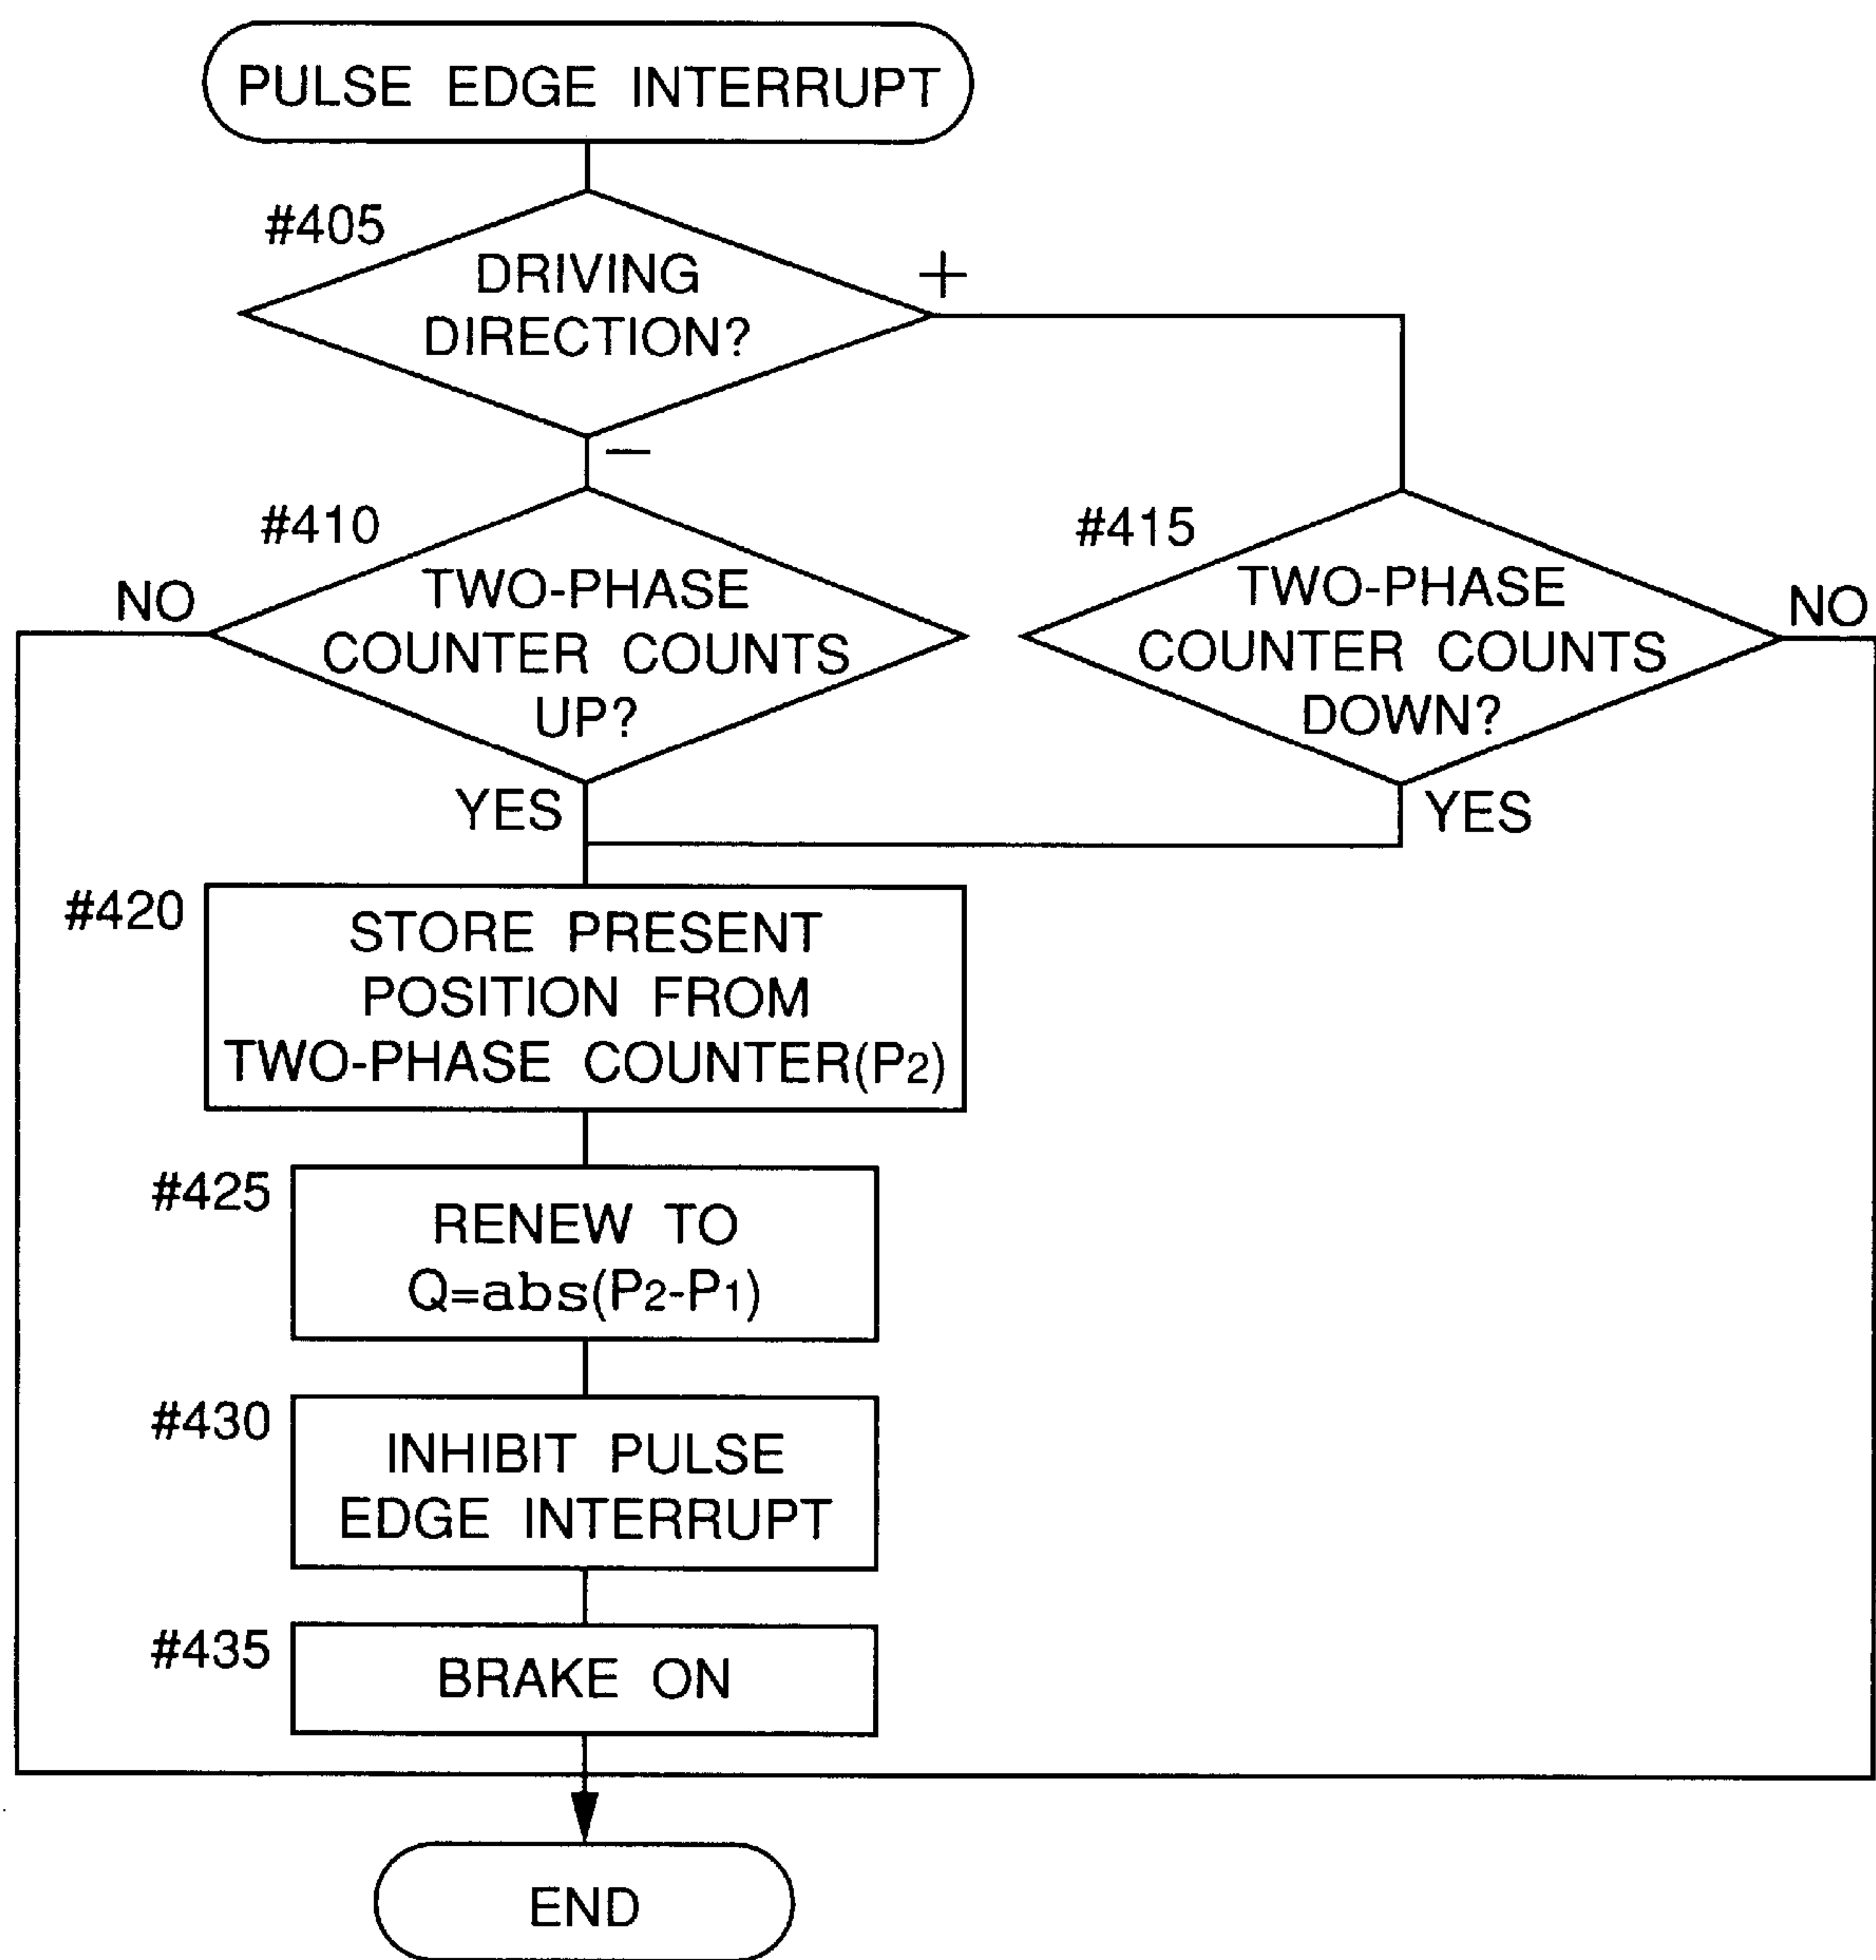 PULSE EDGE INTERRUPT
#405
DRIVING
DIRECTION?
+
−
#410
TWO-PHASE
COUNTER COUNTS
UP?
NO
YES
#415
TWO-PHASE
COUNTER COUNTS
DOWN?
NO
YES
#420
STORE PRESENT
POSITION FROM
TWO-PHASE COUNTER(P2)
#425
RENEW TO
Q=abs(P2-P1)
#430
INHIBIT PULSE
EDGE INTERRUPT
#435
BRAKE ON
END